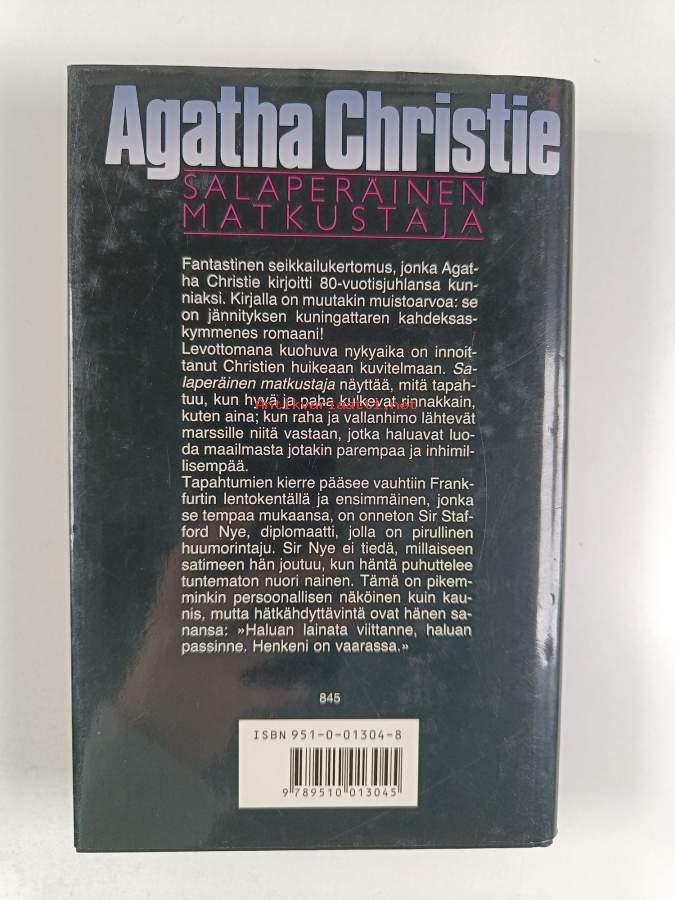 Agatha Christie
SALAPERÄINEN
MATKUSTAJA
Fantastinen seikkailukertomus, jonka Agat-
ha Christie kirjoitti 80-vuotisjuhlansa kun-
niaksi. Kirjalla on muutakin muistoarvoa: se
on jännityksen kuningattaren kahdeksas-
kymmenes romaani!
Levottomana kuohuva nykyaika on innoit-
tanut Christien huikeaan kuvitelmaan. Sa-
laperäinen matkustaja näyttää, mitä tapah-
tuu, kun hyvä ja paha kulkevat rinnakkain,
Antikvariaatti.net
kuten aina; kun raha ja vallanhimo lähtevät
marssille niitä vastaan, jotka haluavat luo-
da maailmasta jotakin parempaa ja inhimil-
lisempää.
Tapahtumien kierre pääsee vauhtiin Frank-
furtin lentokentällä ja ensimmäinen, jonka
se tempaa mukaansa, on onneton Sir Staf-
ford Nye, diplomaatti, jolla on pirullinen
huumorintaju. Sir Nye ei tiedä, millaiseen
satimeen hän joutuu, kun häntä puhuttelee
tuntematon nuori nainen. Tämä on pikem-
minkin persoonallisen näköinen kuin kau-
nis, mutta hätkähdyttävintä ovat hänen sa-
nansa: »Haluan lainata viittanne, haluan
passinne. Henkeni on vaarassa.»
845
ISBN 951-0-01304-8
9 789510 013045